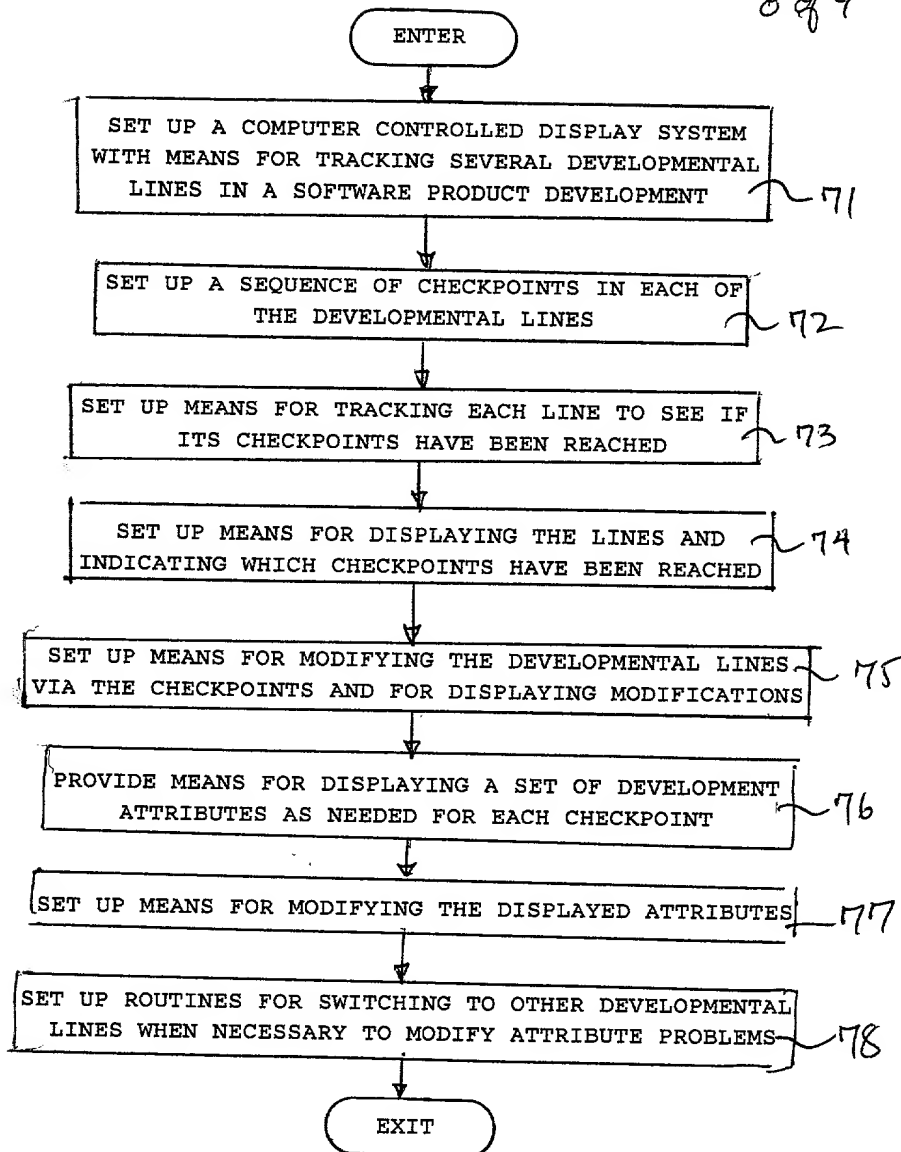 ENTER
SET UP A COMPUTER CONTROLLED DISPLAY SYSTEM
WITH MEANS FOR TRACKING SEVERAL DEVELOPMENTAL
LINES IN A SOFTWARE PRODUCT DEVELOPMENT
71
SET UP A SEQUENCE OF CHECKPOINTS IN EACH OF
THE DEVELOPMENTAL LINES
72
SET UP MEANS FOR TRACKING EACH LINE TO SEE IF
ITS CHECKPOINTS HAVE BEEN REACHED
73
SET UP MEANS FOR DISPLAYING THE LINES AND
INDICATING WHICH CHECKPOINTS HAVE BEEN REACHED
74
SET UP MEANS FOR MODIFYING THE DEVELOPMENTAL LINES
VIA THE CHECKPOINTS AND FOR DISPLAYING MODIFICATIONS
75
PROVIDE MEANS FOR DISPLAYING A SET OF DEVELOPMENT
ATTRIBUTES AS NEEDED FOR EACH CHECKPOINT
76
SET UP MEANS FOR MODIFYING THE DISPLAYED ATTRIBUTES
77
SET UP ROUTINES FOR SWITCHING TO OTHER DEVELOPMENTAL
LINES WHEN NECESSARY TO MODIFY ATTRIBUTE PROBLEMS
78
EXIT